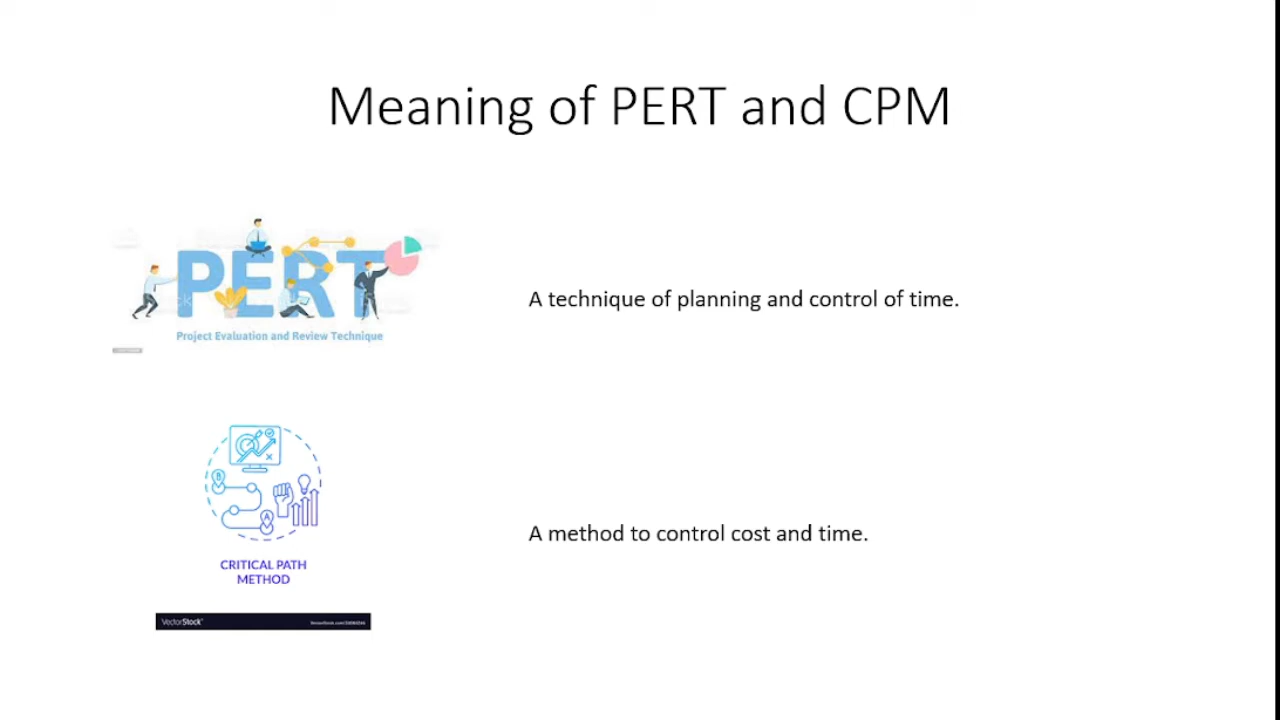 Meaning of PERT and CPM
PERT
Project Evaluation and Review Technique
A technique of planning and control of time.
B
A
CRITICAL PATH
METHOD
A method to control cost and time.
VectorStock®